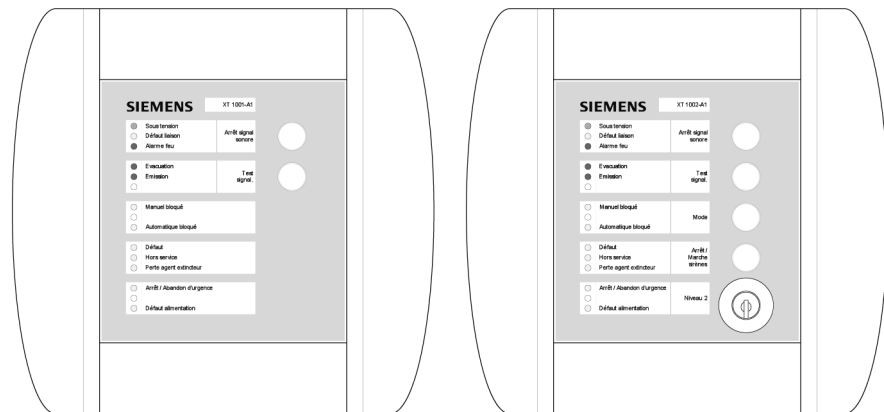 SIEMENS XT 1001-A1
Sous tension
Défaut liaison
Alarme feu
Arrêt signal
sonore
Evacuation
Emission
Test
signal.
Manuel bloqué
Automatique bloqué
Défaut
Hors service
Perte agent extincteur
Arrêt / Abandon d'urgence
Défaut alimentation
SIEMENS XT 1002-A1
Sous tension
Défaut liaison
Alarme feu
Arrêt signal
sonore
Evacuation
Emission
Test
signal.
Manuel bloqué
Automatique bloqué
Mode
Défaut
Hors service
Perte agent extincteur
Arrêt /
Marche
sirènes
Arrêt / Abandon d'urgence
Défaut alimentation
Niveau 2